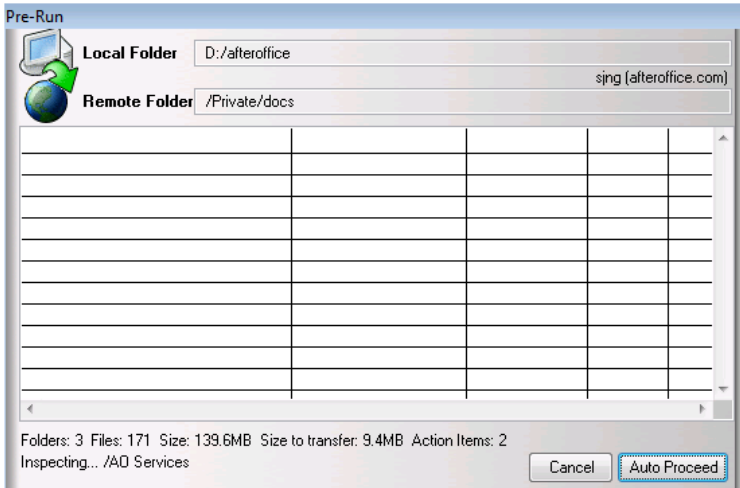 Pre-Run
Local Folder D:/afteroffice
sjng (afteroffice.com)
Remote Folder /Private/docs
Folders: 3 Files: 171 Size: 139.6MB Size to transfer: 9.4MB Action Items: 2
Inspecting... /AO Services
Cancel Auto Proceed